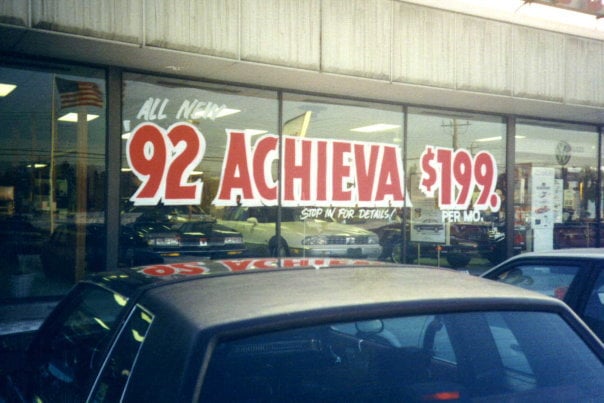 ALL NEW
92 ACHIEVA $199.
STOP IN FOR DETAILS! PER MO.